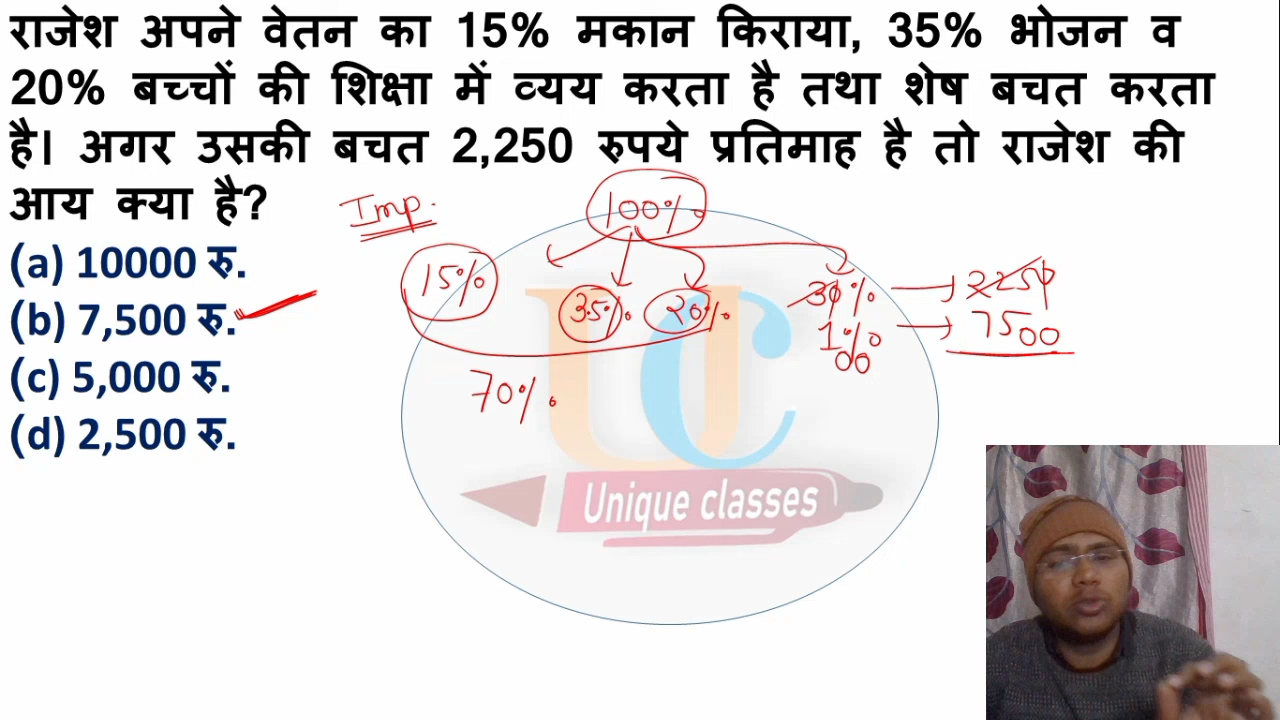 राजेश अपने वेतन का 15% मकान किराया, 35% भोजन व
20% बच्चों की शिक्षा में व्यय करता है तथा शेष बचत करता
है। अगर उसकी बचत 2,250 रुपये प्रतिमाह है तो राजेश की
आय क्या है?
Imp.
100%
(a) 10000 रु.
15%
35%
20%
30% → 2250
(b) 7,500 रु.
1% → 7500
00
(c) 5,000 रु.
70%
(d) 2,500 रु.
UC
Unique classes